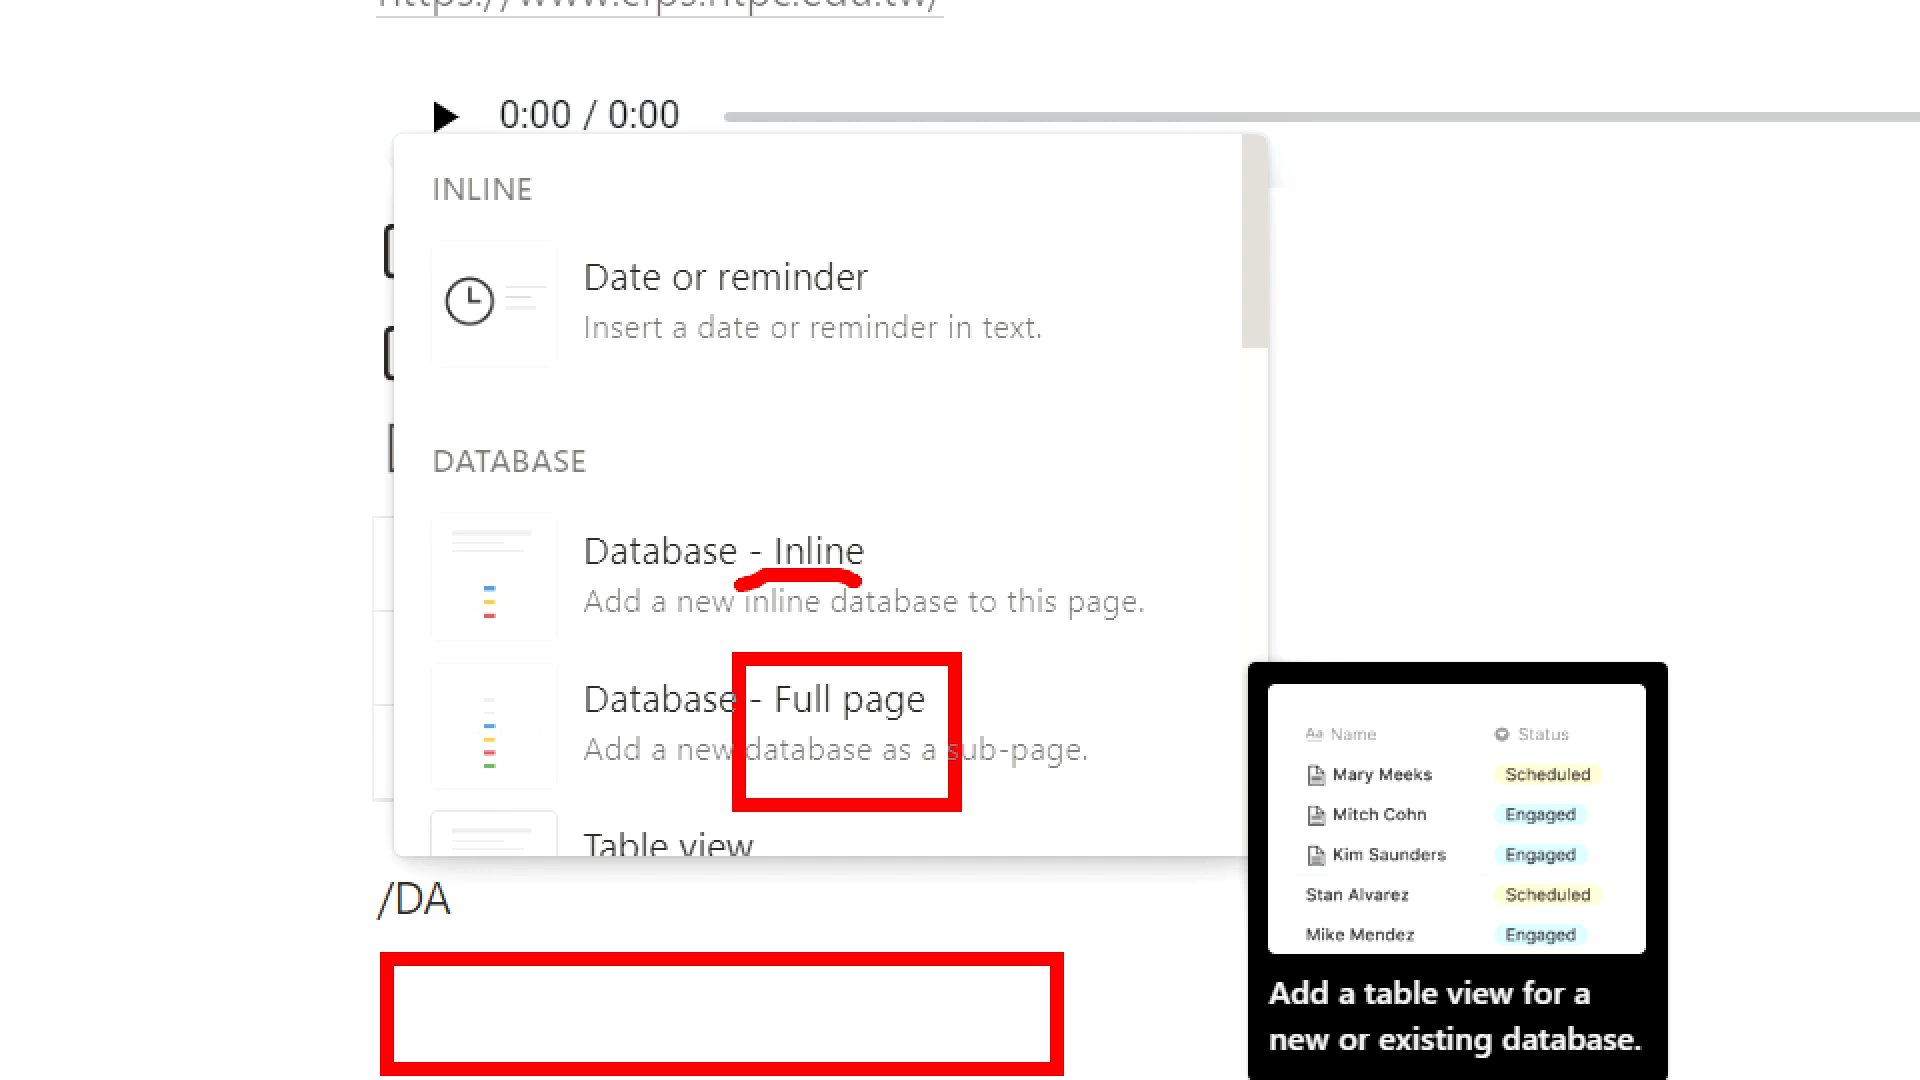 0:00 / 0:00
INLINE
Date or reminder
Insert a date or reminder in text.
DATABASE
Database - Inline
Add a new inline database to this page.
Database - Full page
Add a new database as a sub-page.
Table view
/DA
Aa Name Status
Mary Meeks Scheduled
Mitch Cohn Engaged
Kim Saunders Engaged
Stan Alvarez Scheduled
Mike Mendez Engaged
Add a table view for a
new or existing database.